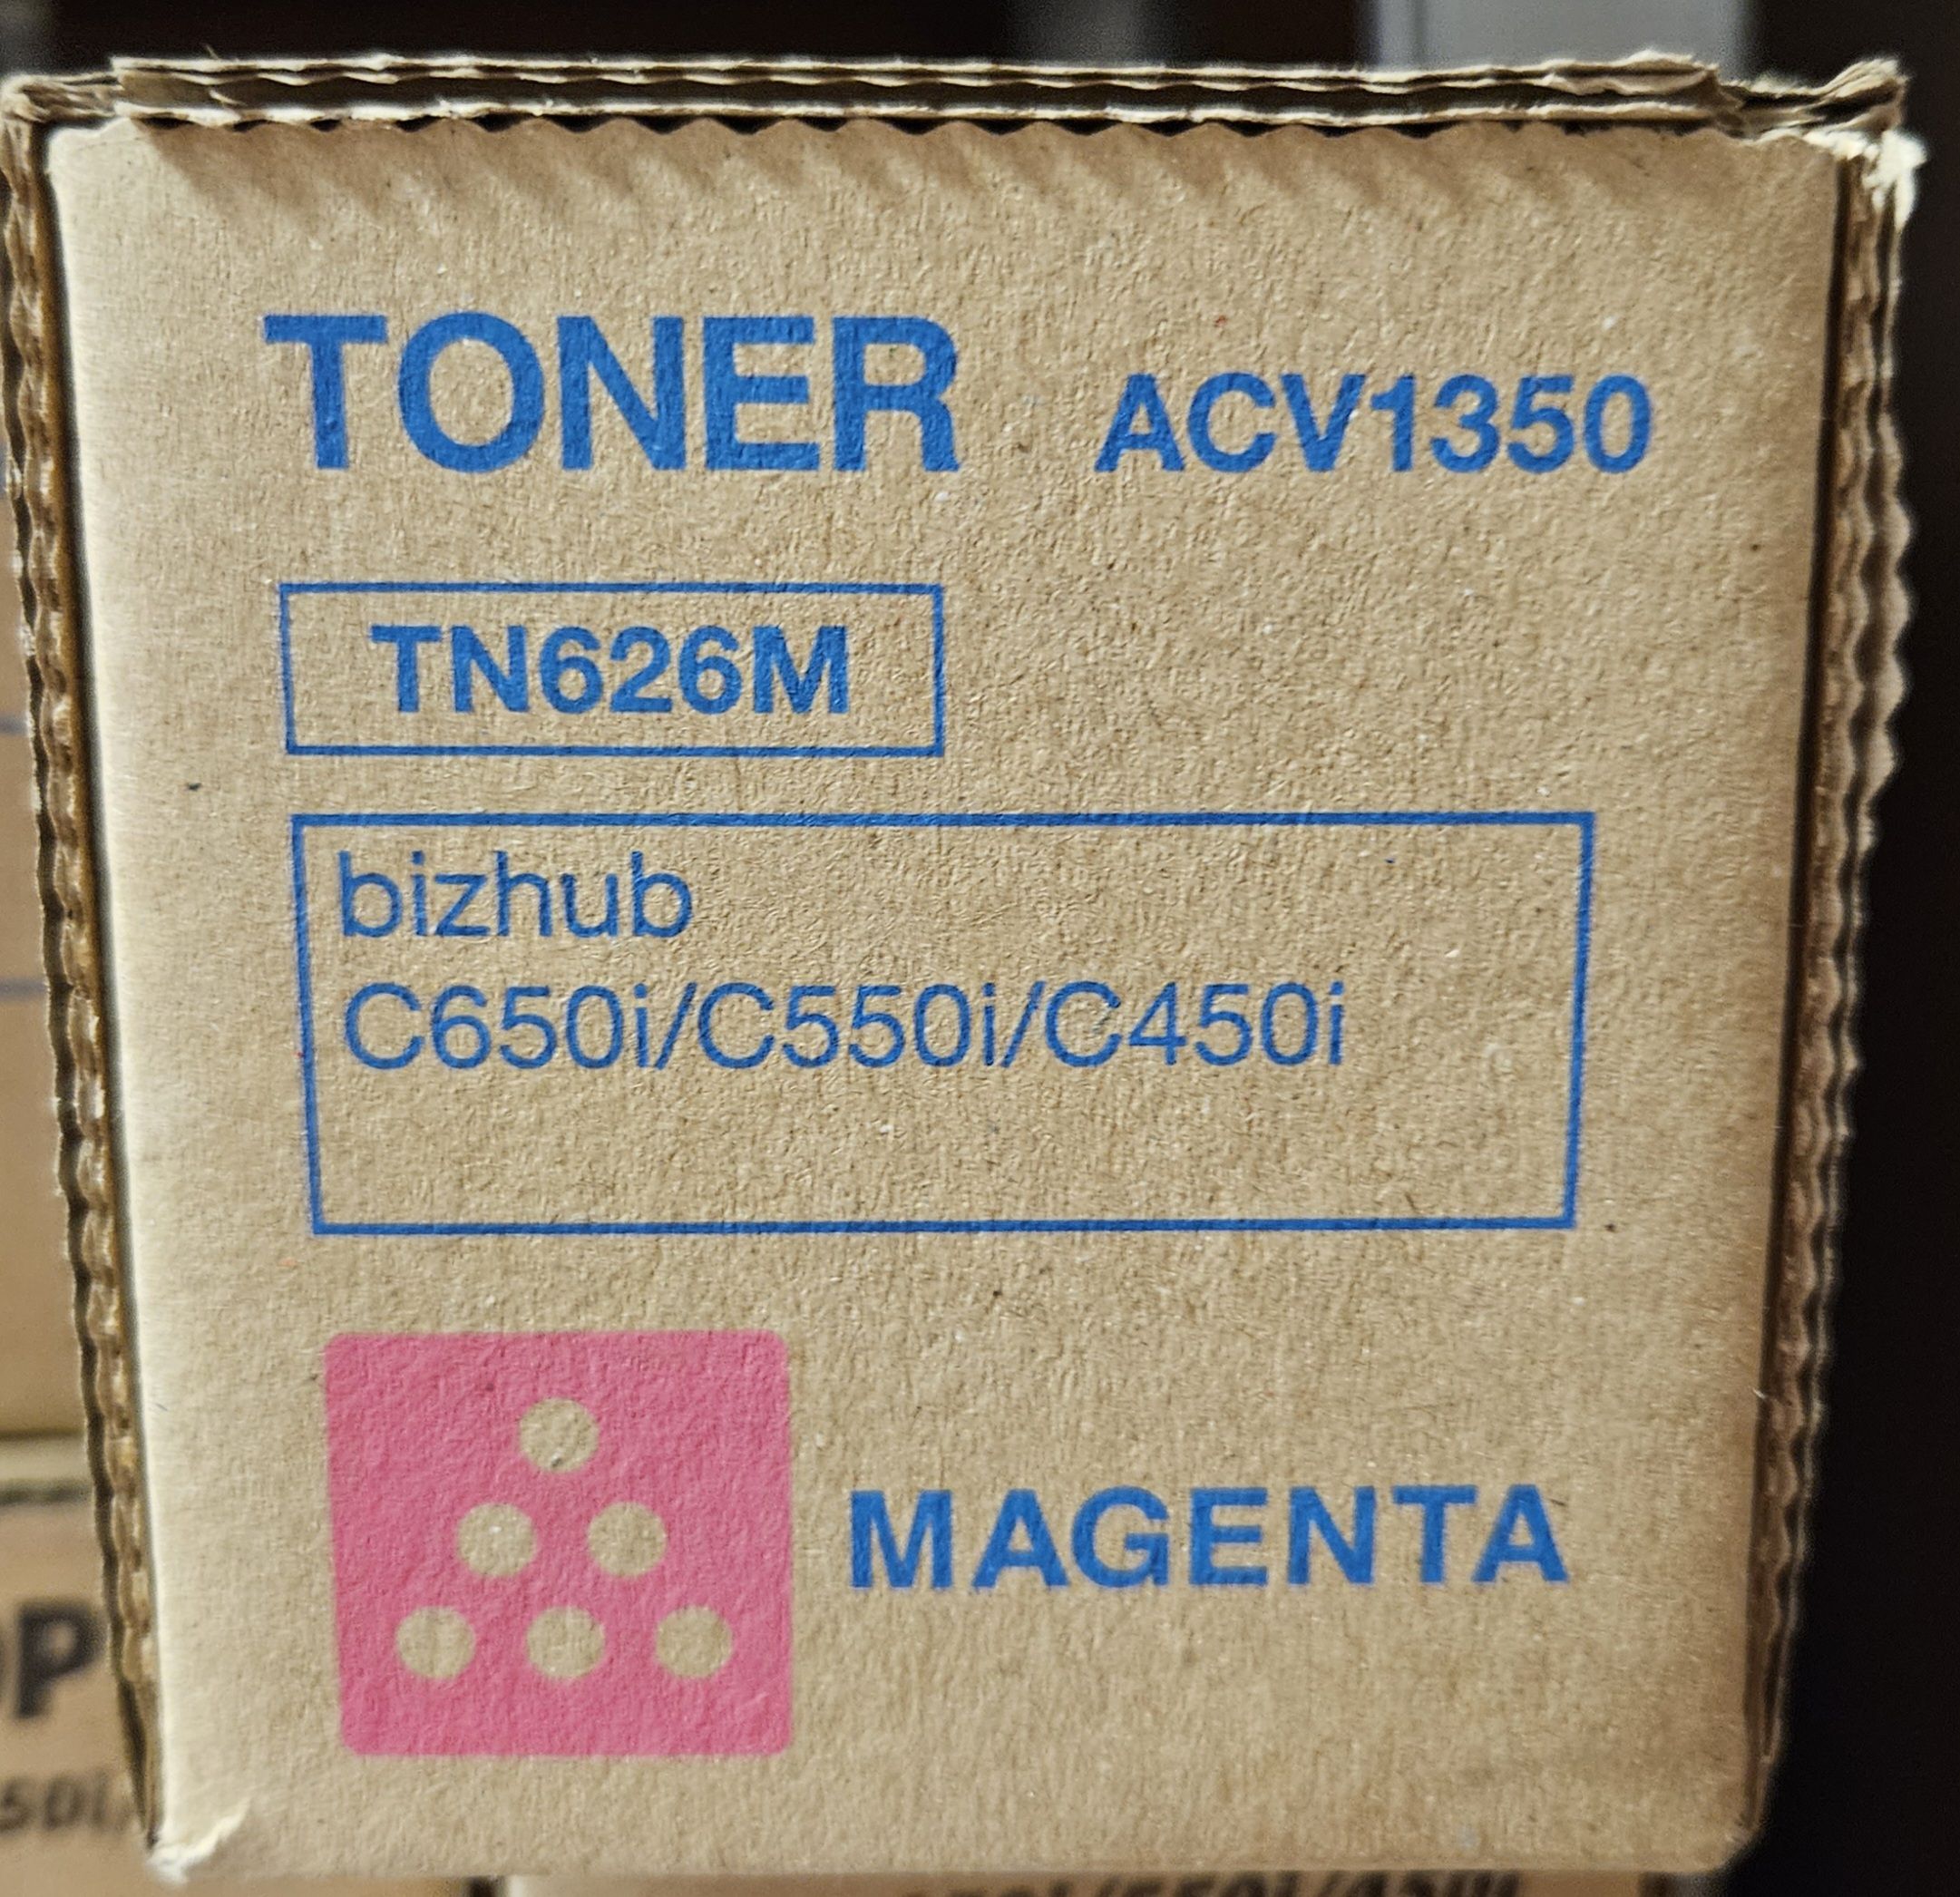 TONER ACV1350
TN626M
bizhub
C650i/C550i/C450i
MAGENTA